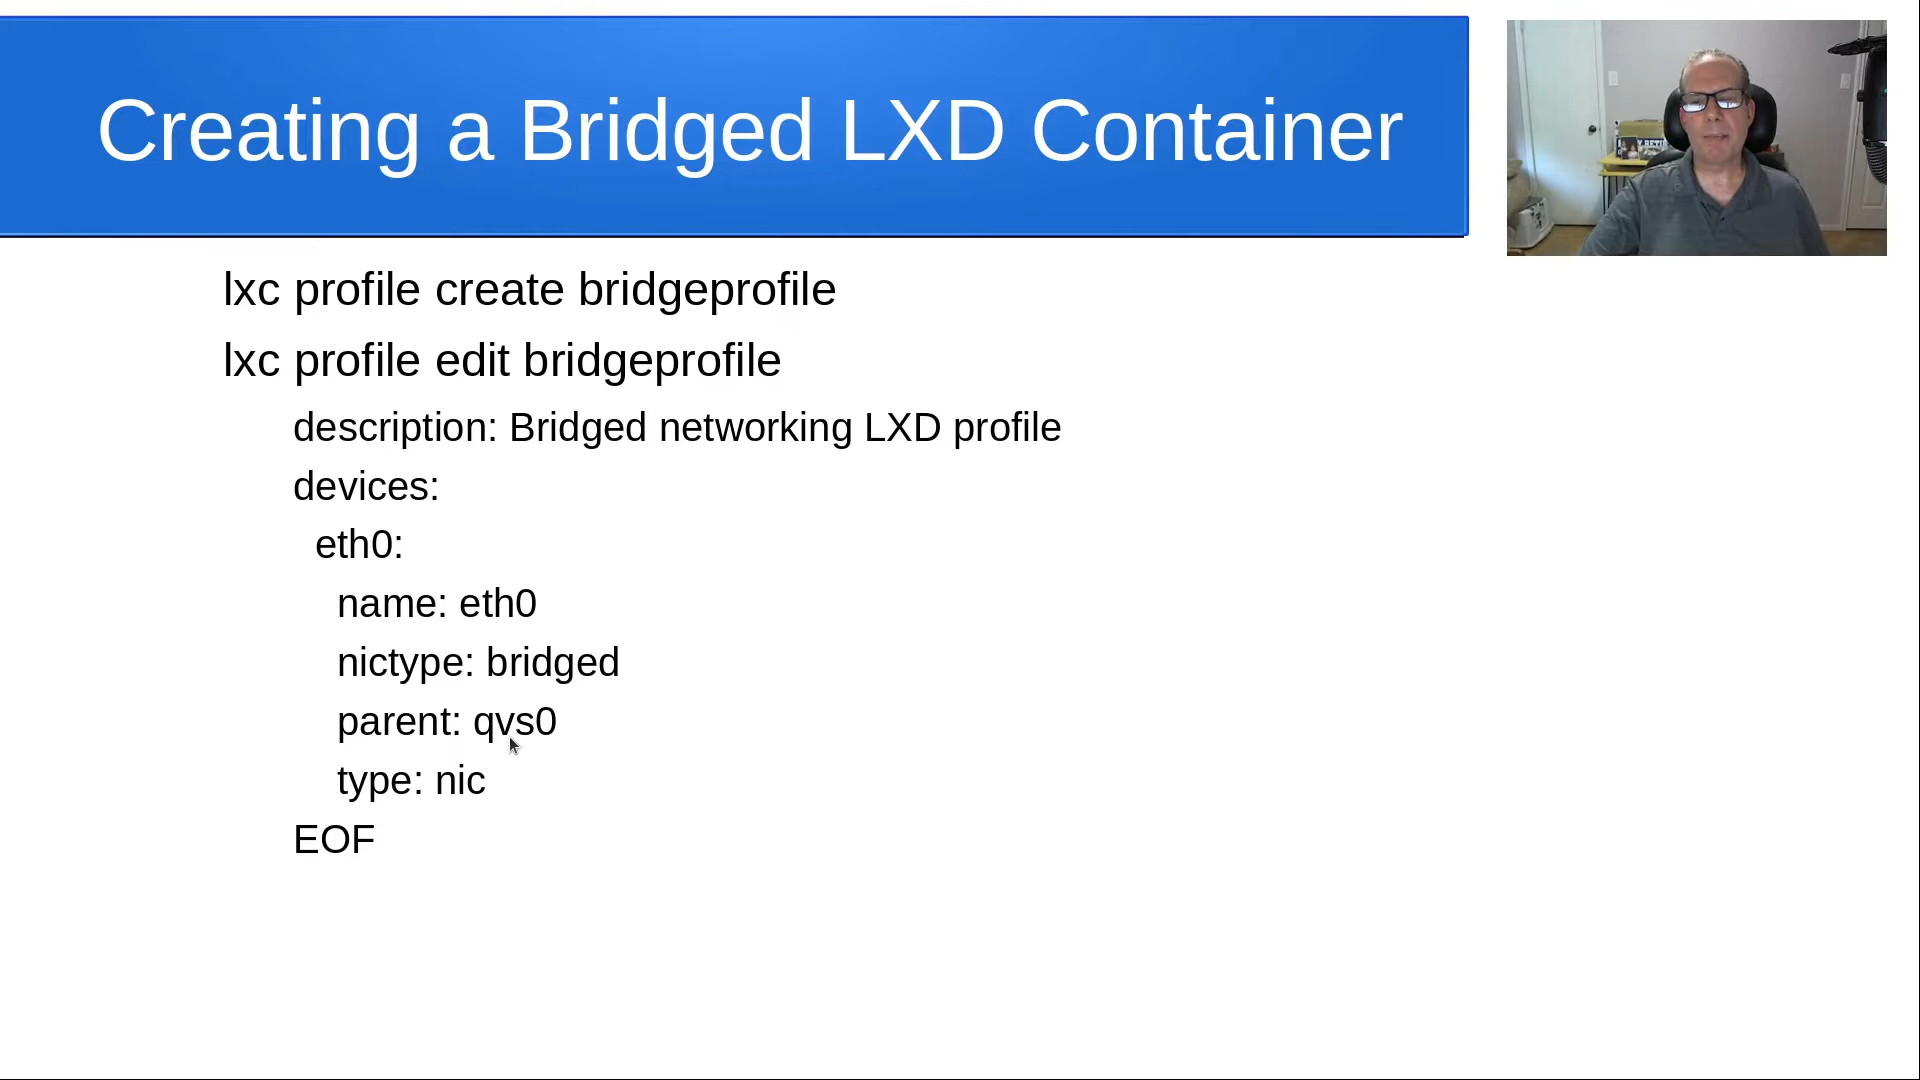 Creating a Bridged LXD Container
lxc profile create bridgeprofile
lxc profile edit bridgeprofile
description: Bridged networking LXD profile
devices:
eth0:
name: eth0
nictype: bridged
parent: qvs0
type: nic
EOF